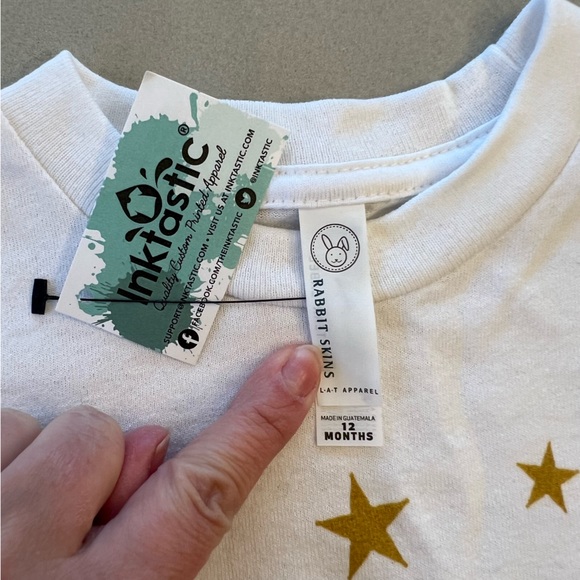 Inktastic®
Quality Custom Printed Apparel
SUPPORT@INKTASTIC.COM • VISIT US AT INKTASTIC.COM
FACEBOOK.COM/THEINKTASTIC @INKTASTIC
RABBIT SKINS
L•A•T APPAREL
MADE IN GUATEMALA
12
MONTHS